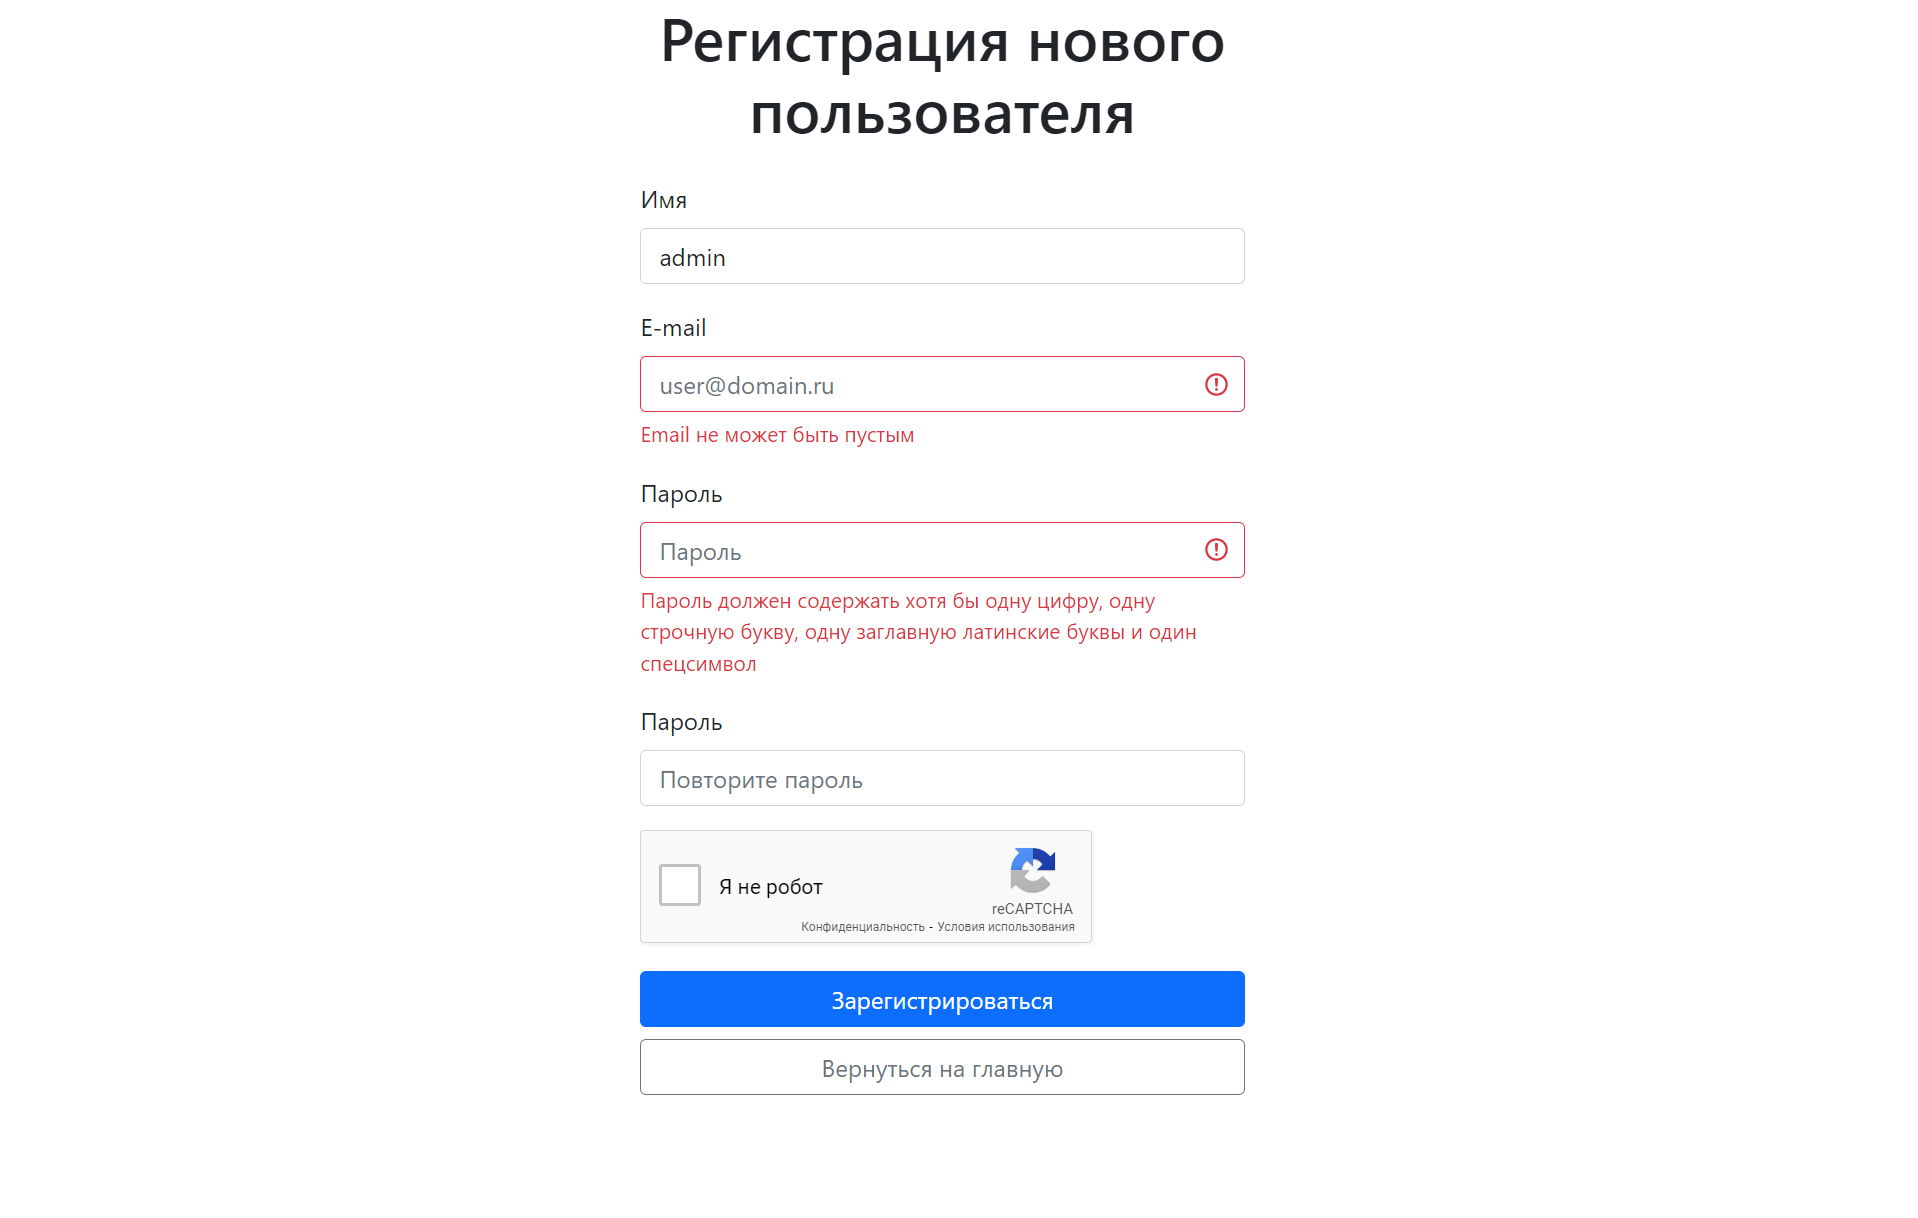 Регистрация нового
пользователя
Имя
admin
E-mail
user@domain.ru
Email не может быть пустым
Пароль
Пароль
Пароль должен содержать хотя бы одну цифру, одну
строчную букву, одну заглавную латинские буквы и один
спецсимвол
Пароль
Повторите пароль
Я не робот
reCAPTCHA
Конфиденциальность - Условия использования
Зарегистрироваться
Вернуться на главную